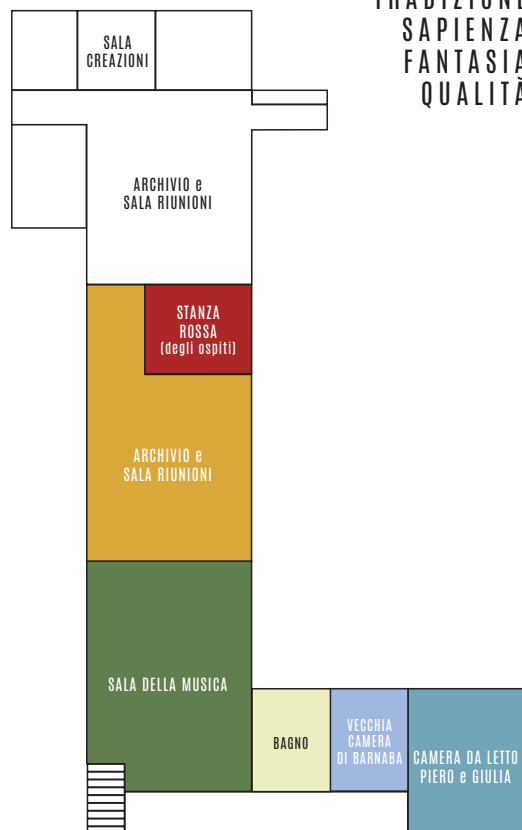 TRADIZIONE
SAPIENZA
FANTASIA
QUALITÀ
SALA
CREAZIONI
ARCHIVIO e
SALA RIUNIONI
STANZA
ROSSA
(degli ospiti)
ARCHIVIO e
SALA RIUNIONI
SALA DELLA MUSICA
BAGNO
VECCHIA
CAMERA
DI BARNABA
CAMERA DA LETTO
PIERO e GIULIA